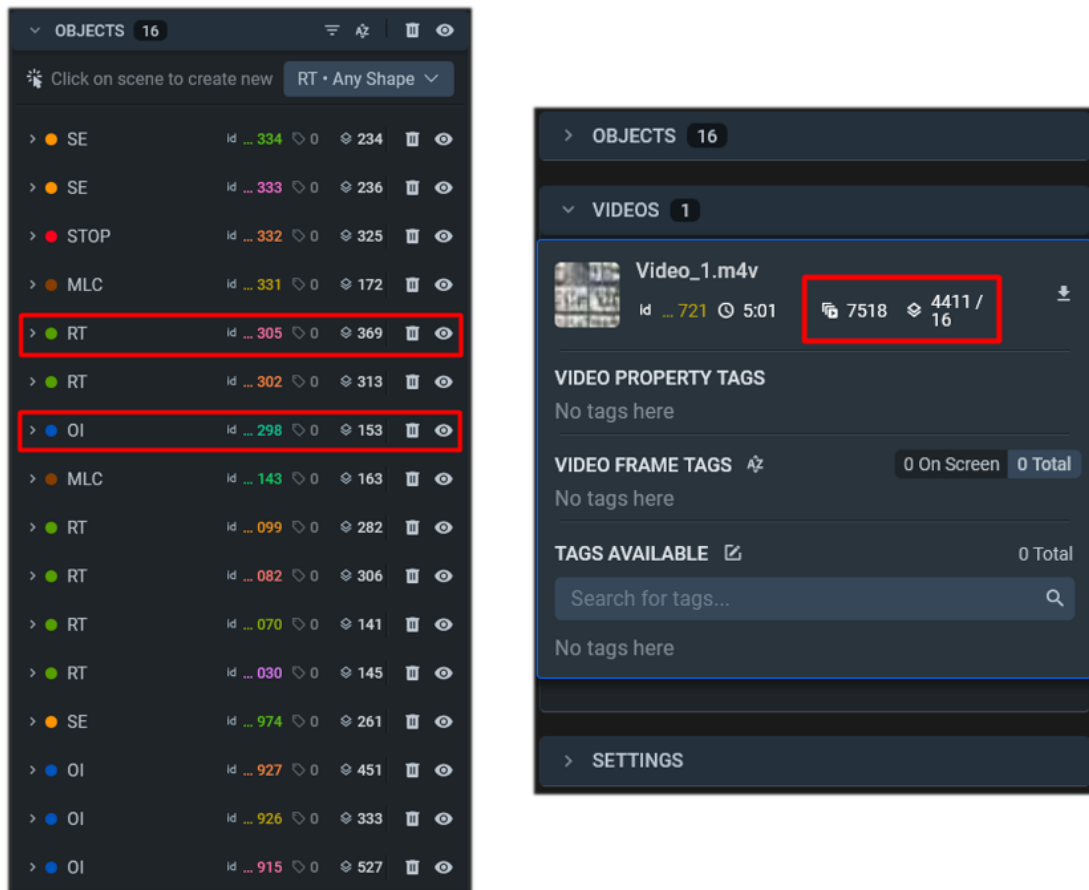 OBJECTS 16
Click on scene to create new RT • Any Shape
SE id ... 334 0 234
SE id ... 333 0 236
STOP id ... 332 0 325
MLC id ... 331 0 172
RT id ... 305 0 369
RT id ... 302 0 313
OI id ... 298 0 153
MLC id ... 143 0 163
RT id ... 099 0 282
RT id ... 082 0 306
RT id ... 070 0 141
RT id ... 030 0 145
SE id ... 974 0 261
OI id ... 927 0 451
OI id ... 926 0 333
OI id ... 915 0 527
OBJECTS 16
VIDEOS 1
Video_1.m4v
id ... 721 5:01 7518 4411 /
16
VIDEO PROPERTY TAGS
No tags here
VIDEO FRAME TAGS AZ 0 On Screen 0 Total
No tags here
TAGS AVAILABLE 0 Total
Search for tags...
No tags here
SETTINGS